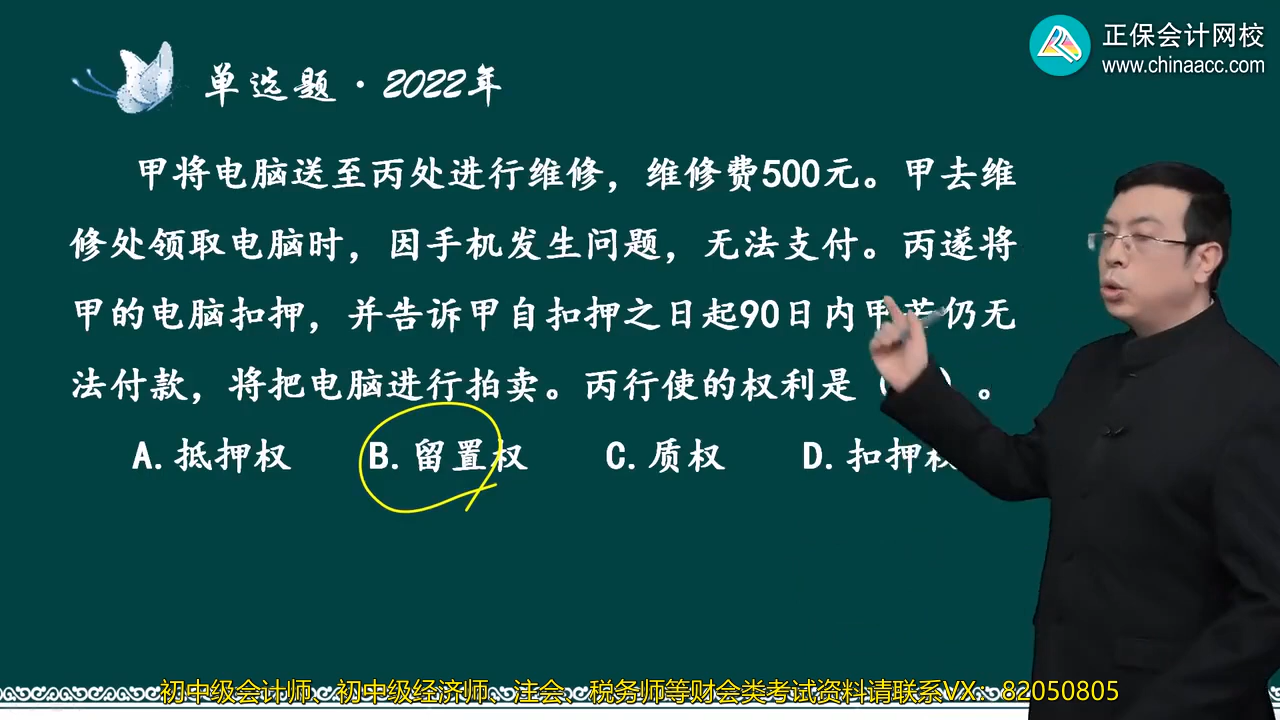 正保会计网校
www.chinaacc.com
单选题·2022年
甲将电脑送至丙处进行维修，维修费500元。甲去维
修处领取电脑时，因手机发生问题，无法支付。丙遂将
甲的电脑扣押，并告诉甲自扣押之日起90日内甲若仍无
法付款，将把电脑进行拍卖。丙行使的权利是（ ）。
A.抵押权 B.留置权 C.质权 D.扣押权
初中级会计师、初中级经济师、注会、税务师等财会类考试资料请联系VX：82050805